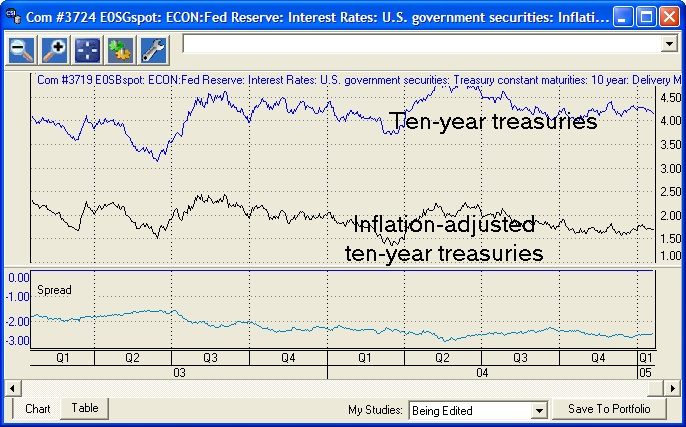 Com #3724 E0SGspot: ECON:Fed Reserve: Interest Rates: U.S. government securities: Inflati...
CSI
Com #3719 E0SBspot: ECON:Fed Reserve: Interest Rates: U.S. government securities: Treasury constant maturities: 10 year: Delivery M
4.50
Ten-year treasuries
4.00
3.50
3.00
2.50
2.00
Inflation-adjusted
1.50
ten-year treasuries
1.00
0.00
Spread
-1.00
-2.00
-3.00
Q1 Q2 Q3 Q4 Q1 Q2 Q3 Q4 Q1
03 04 05
Chart Table My Studies: Being Edited Save To Portfolio